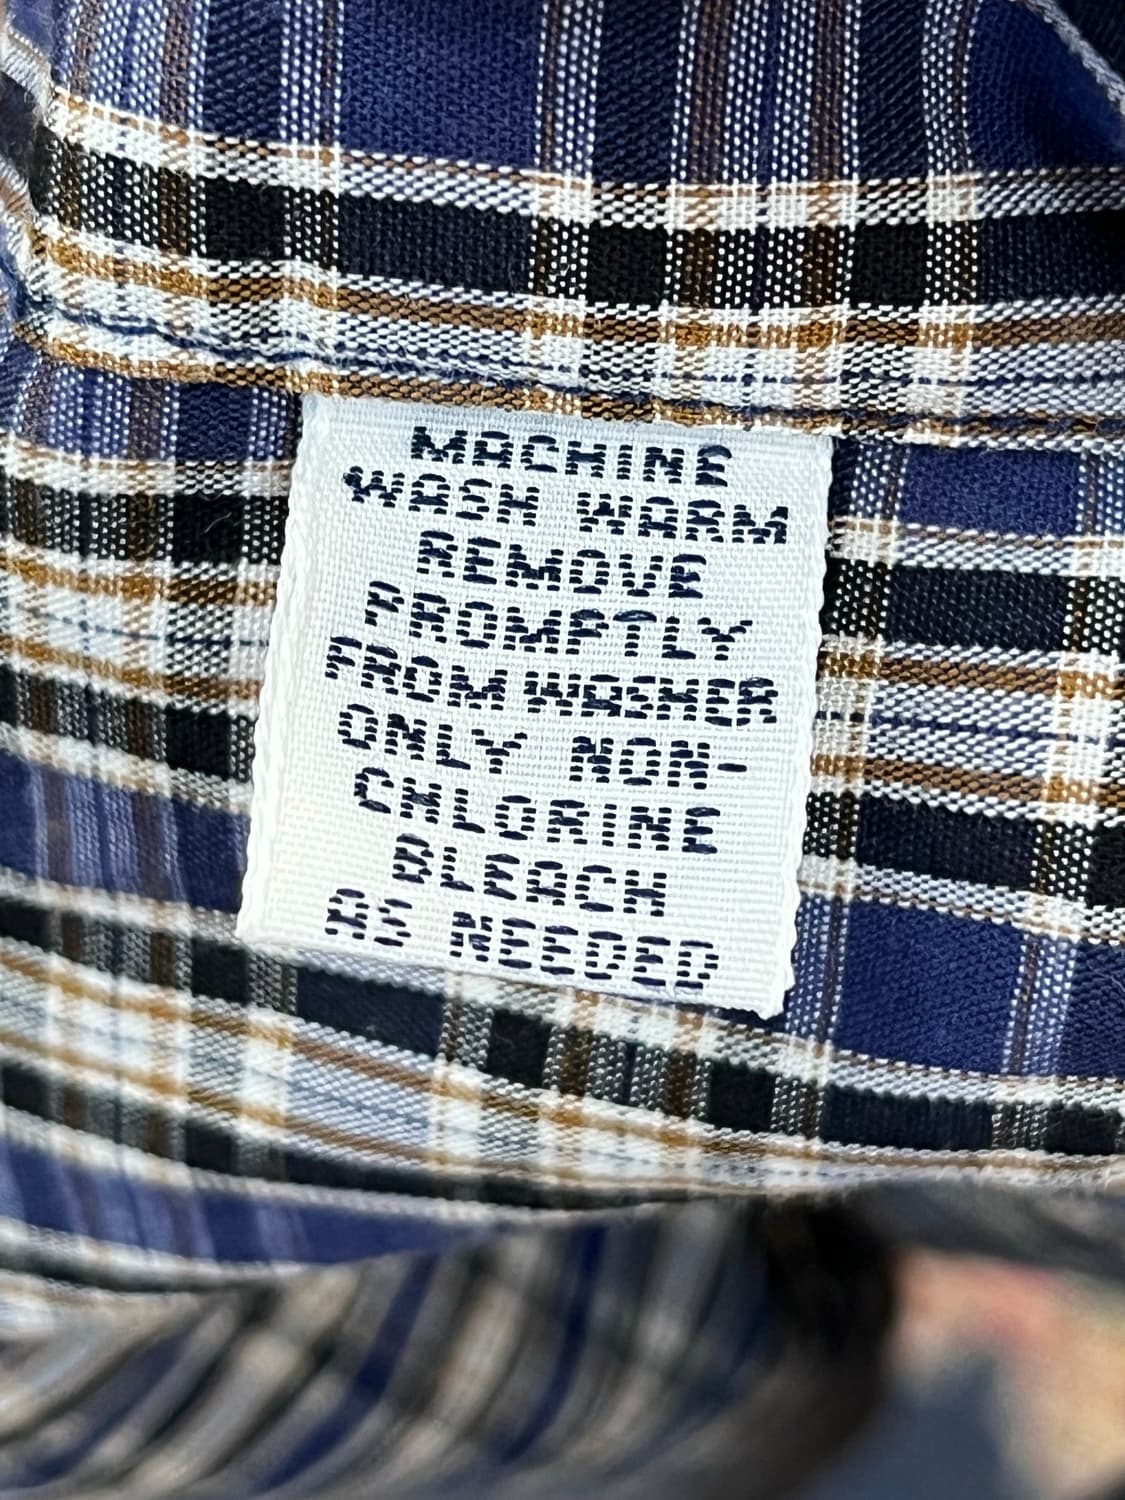 MACHINE
WASH WARM
REMOVE
PROMPTLY
FROM WASHER
ONLY NON-
CHLORINE
BLEACH
AS NEEDED